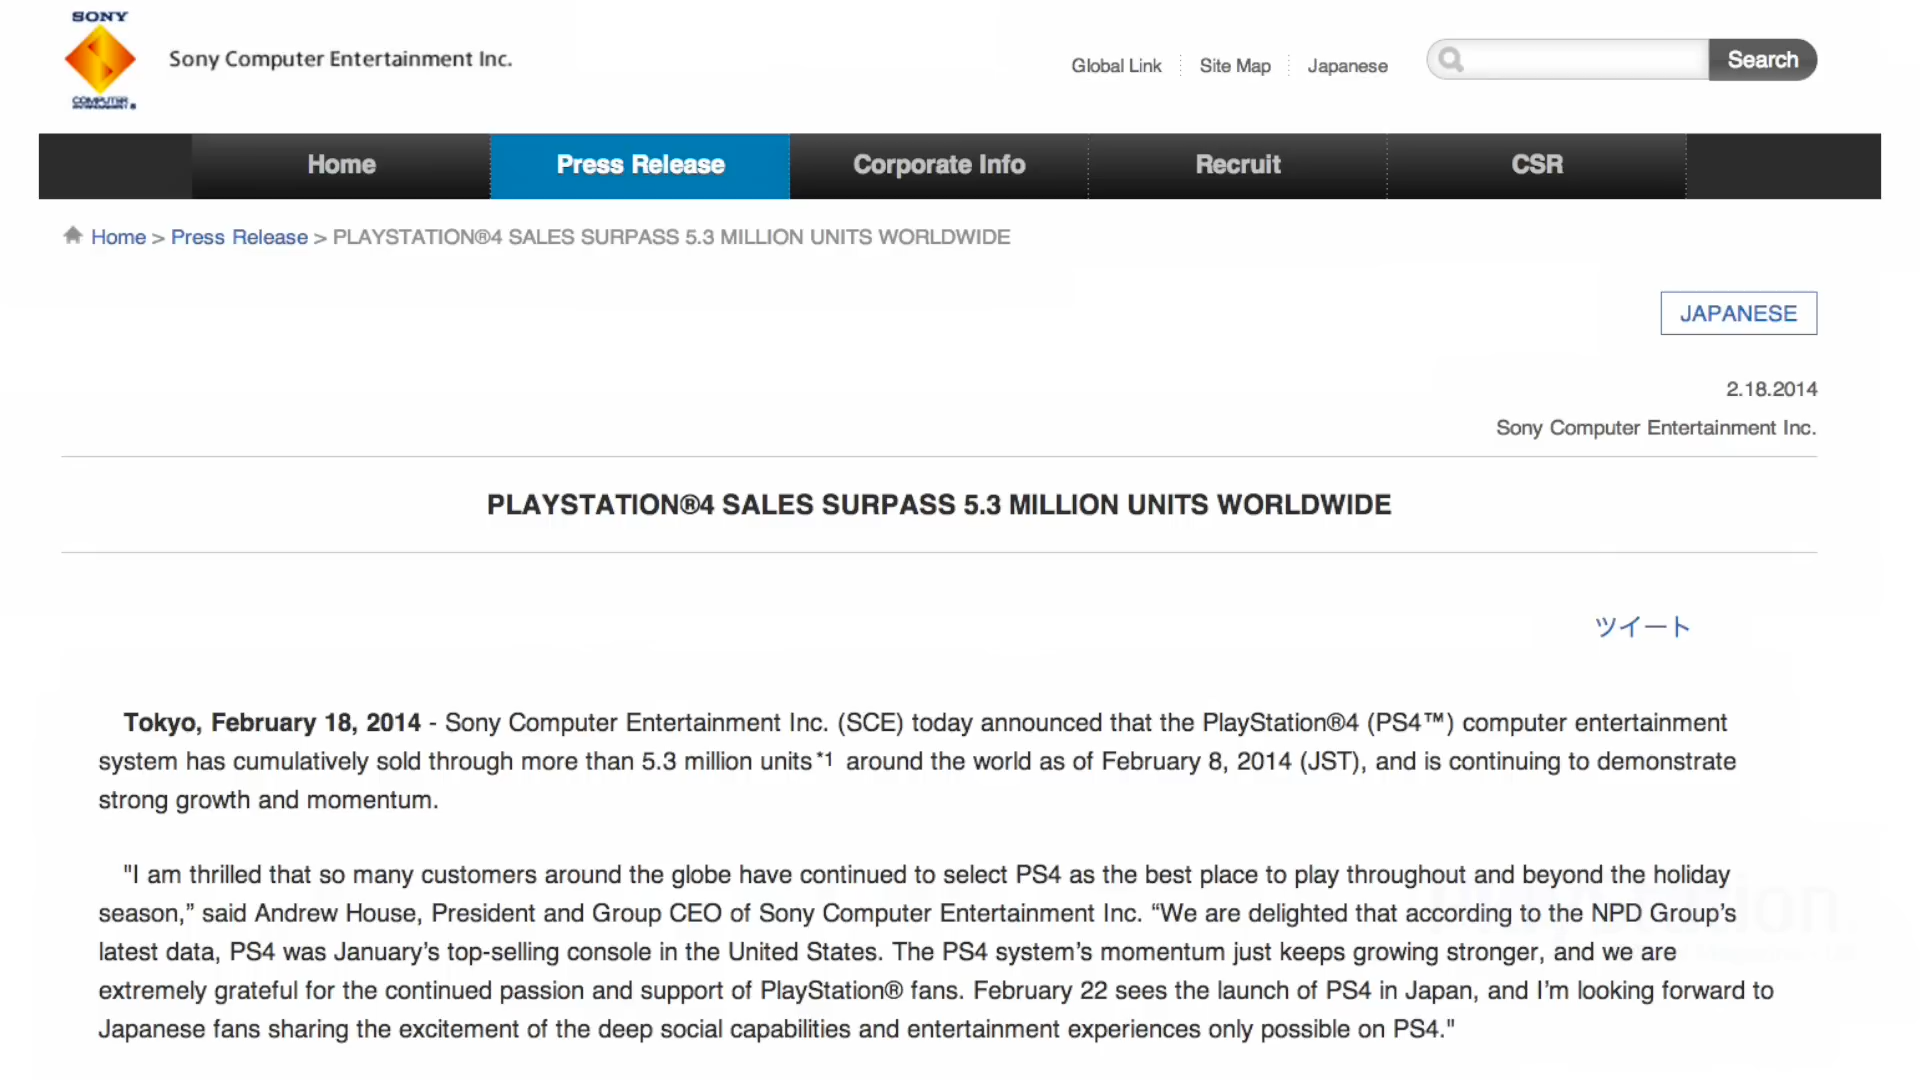 SONY
COMPUTER
ENTERTAINMENT
Sony Computer Entertainment Inc.
Global Link
Site Map
Japanese
Search
Home
Press Release
Corporate Info
Recruit
CSR
Home > Press Release > PLAYSTATION®4 SALES SURPASS 5.3 MILLION UNITS WORLDWIDE
JAPANESE
2.18.2014
Sony Computer Entertainment Inc.
PLAYSTATION®4 SALES SURPASS 5.3 MILLION UNITS WORLDWIDE
ツイート
Tokyo, February 18, 2014 - Sony Computer Entertainment Inc. (SCE) today announced that the PlayStation®4 (PS4™) computer entertainment
system has cumulatively sold through more than 5.3 million units*1 around the world as of February 8, 2014 (JST), and is continuing to demonstrate
strong growth and momentum.
"I am thrilled that so many customers around the globe have continued to select PS4 as the best place to play throughout and beyond the holiday
season,” said Andrew House, President and Group CEO of Sony Computer Entertainment Inc. “We are delighted that according to the NPD Group’s
latest data, PS4 was January’s top-selling console in the United States. The PS4 system’s momentum just keeps growing stronger, and we are
extremely grateful for the continued passion and support of PlayStation® fans. February 22 sees the launch of PS4 in Japan, and I’m looking forward to
Japanese fans sharing the excitement of the deep social capabilities and entertainment experiences only possible on PS4."